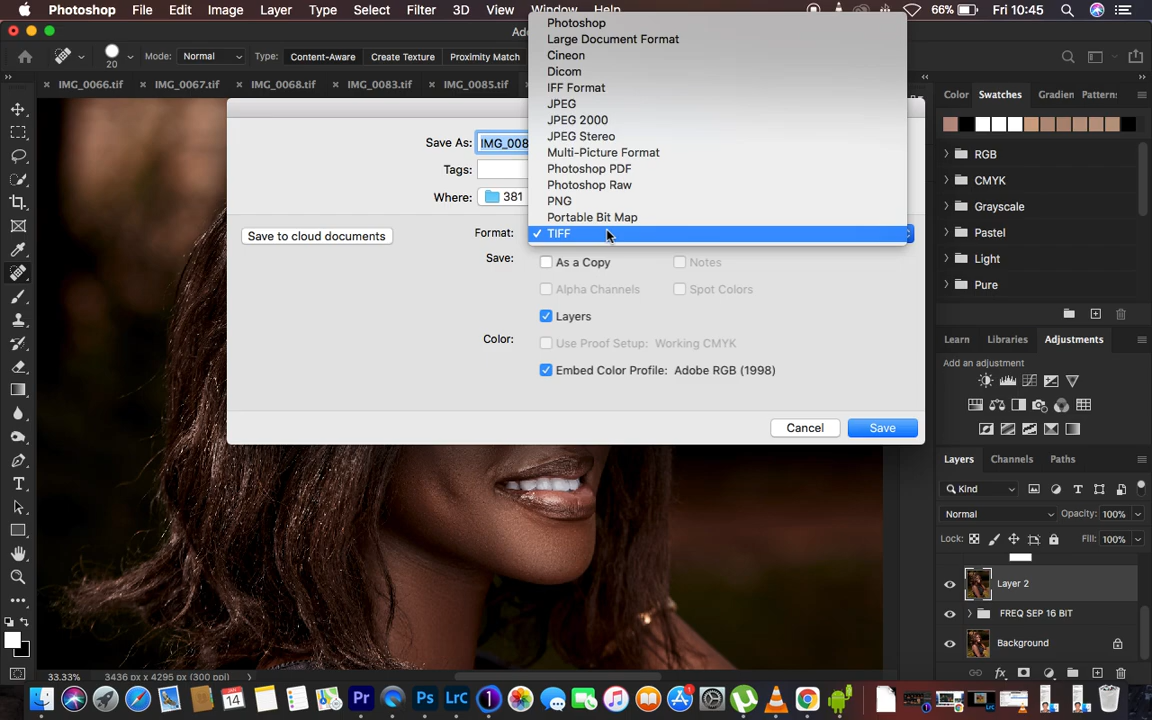 Photoshop File Edit Image Layer Type Select Filter 3D View Window Help 66% Fri 10:45
20 Mode: Normal Type: Content-Aware Create Texture Proximity Match
× IMG_0066.tif × IMG_0067.tif × IMG_0068.tif × IMG_0083.tif × IMG_0085.tif
Save As: IMG_008
Tags:
Where: 381
Save to cloud documents
Format:
Photoshop
Large Document Format
Cineon
Dicom
IFF Format
JPEG
JPEG 2000
JPEG Stereo
Multi-Picture Format
Photoshop PDF
Photoshop Raw
PNG
Portable Bit Map
✓ TIFF
Save: As a Copy Notes
Alpha Channels Spot Colors
Layers
Color: Use Proof Setup: Working CMYK
Embed Color Profile: Adobe RGB (1998)
Cancel Save
Color Swatches Gradien Pattern:
RGB
CMYK
Grayscale
Pastel
Light
Pure
Learn Libraries Adjustments
Add an adjustment
Layers Channels Paths
Kind
Normal Opacity: 100%
Lock: Fill: 100%
Layer 2
FREQ SEP 16 BIT
Background
33.33% 3436 px x 4295 px (300 ppi)
JAN 14 Pr Ps LrC 1